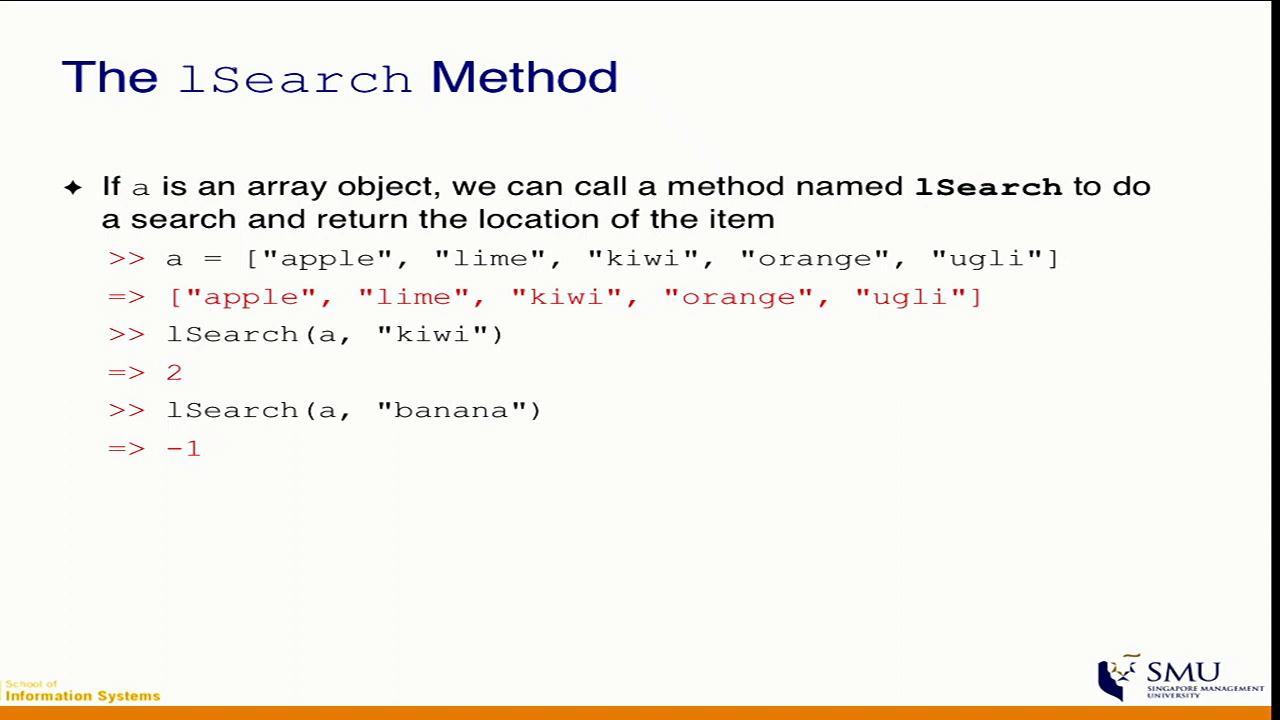 The lSearch Method
✦ If a is an array object, we can call a method named lSearch to do
a search and return the location of the item
>> a = ["apple", "lime", "kiwi", "orange", "ugli"]
=> ["apple", "lime", "kiwi", "orange", "ugli"]
>> lSearch(a, "kiwi")
=> 2
>> lSearch(a, "banana")
=> -1
School of
Information Systems
SMU
SINGAPORE MANAGEMENT
UNIVERSITY